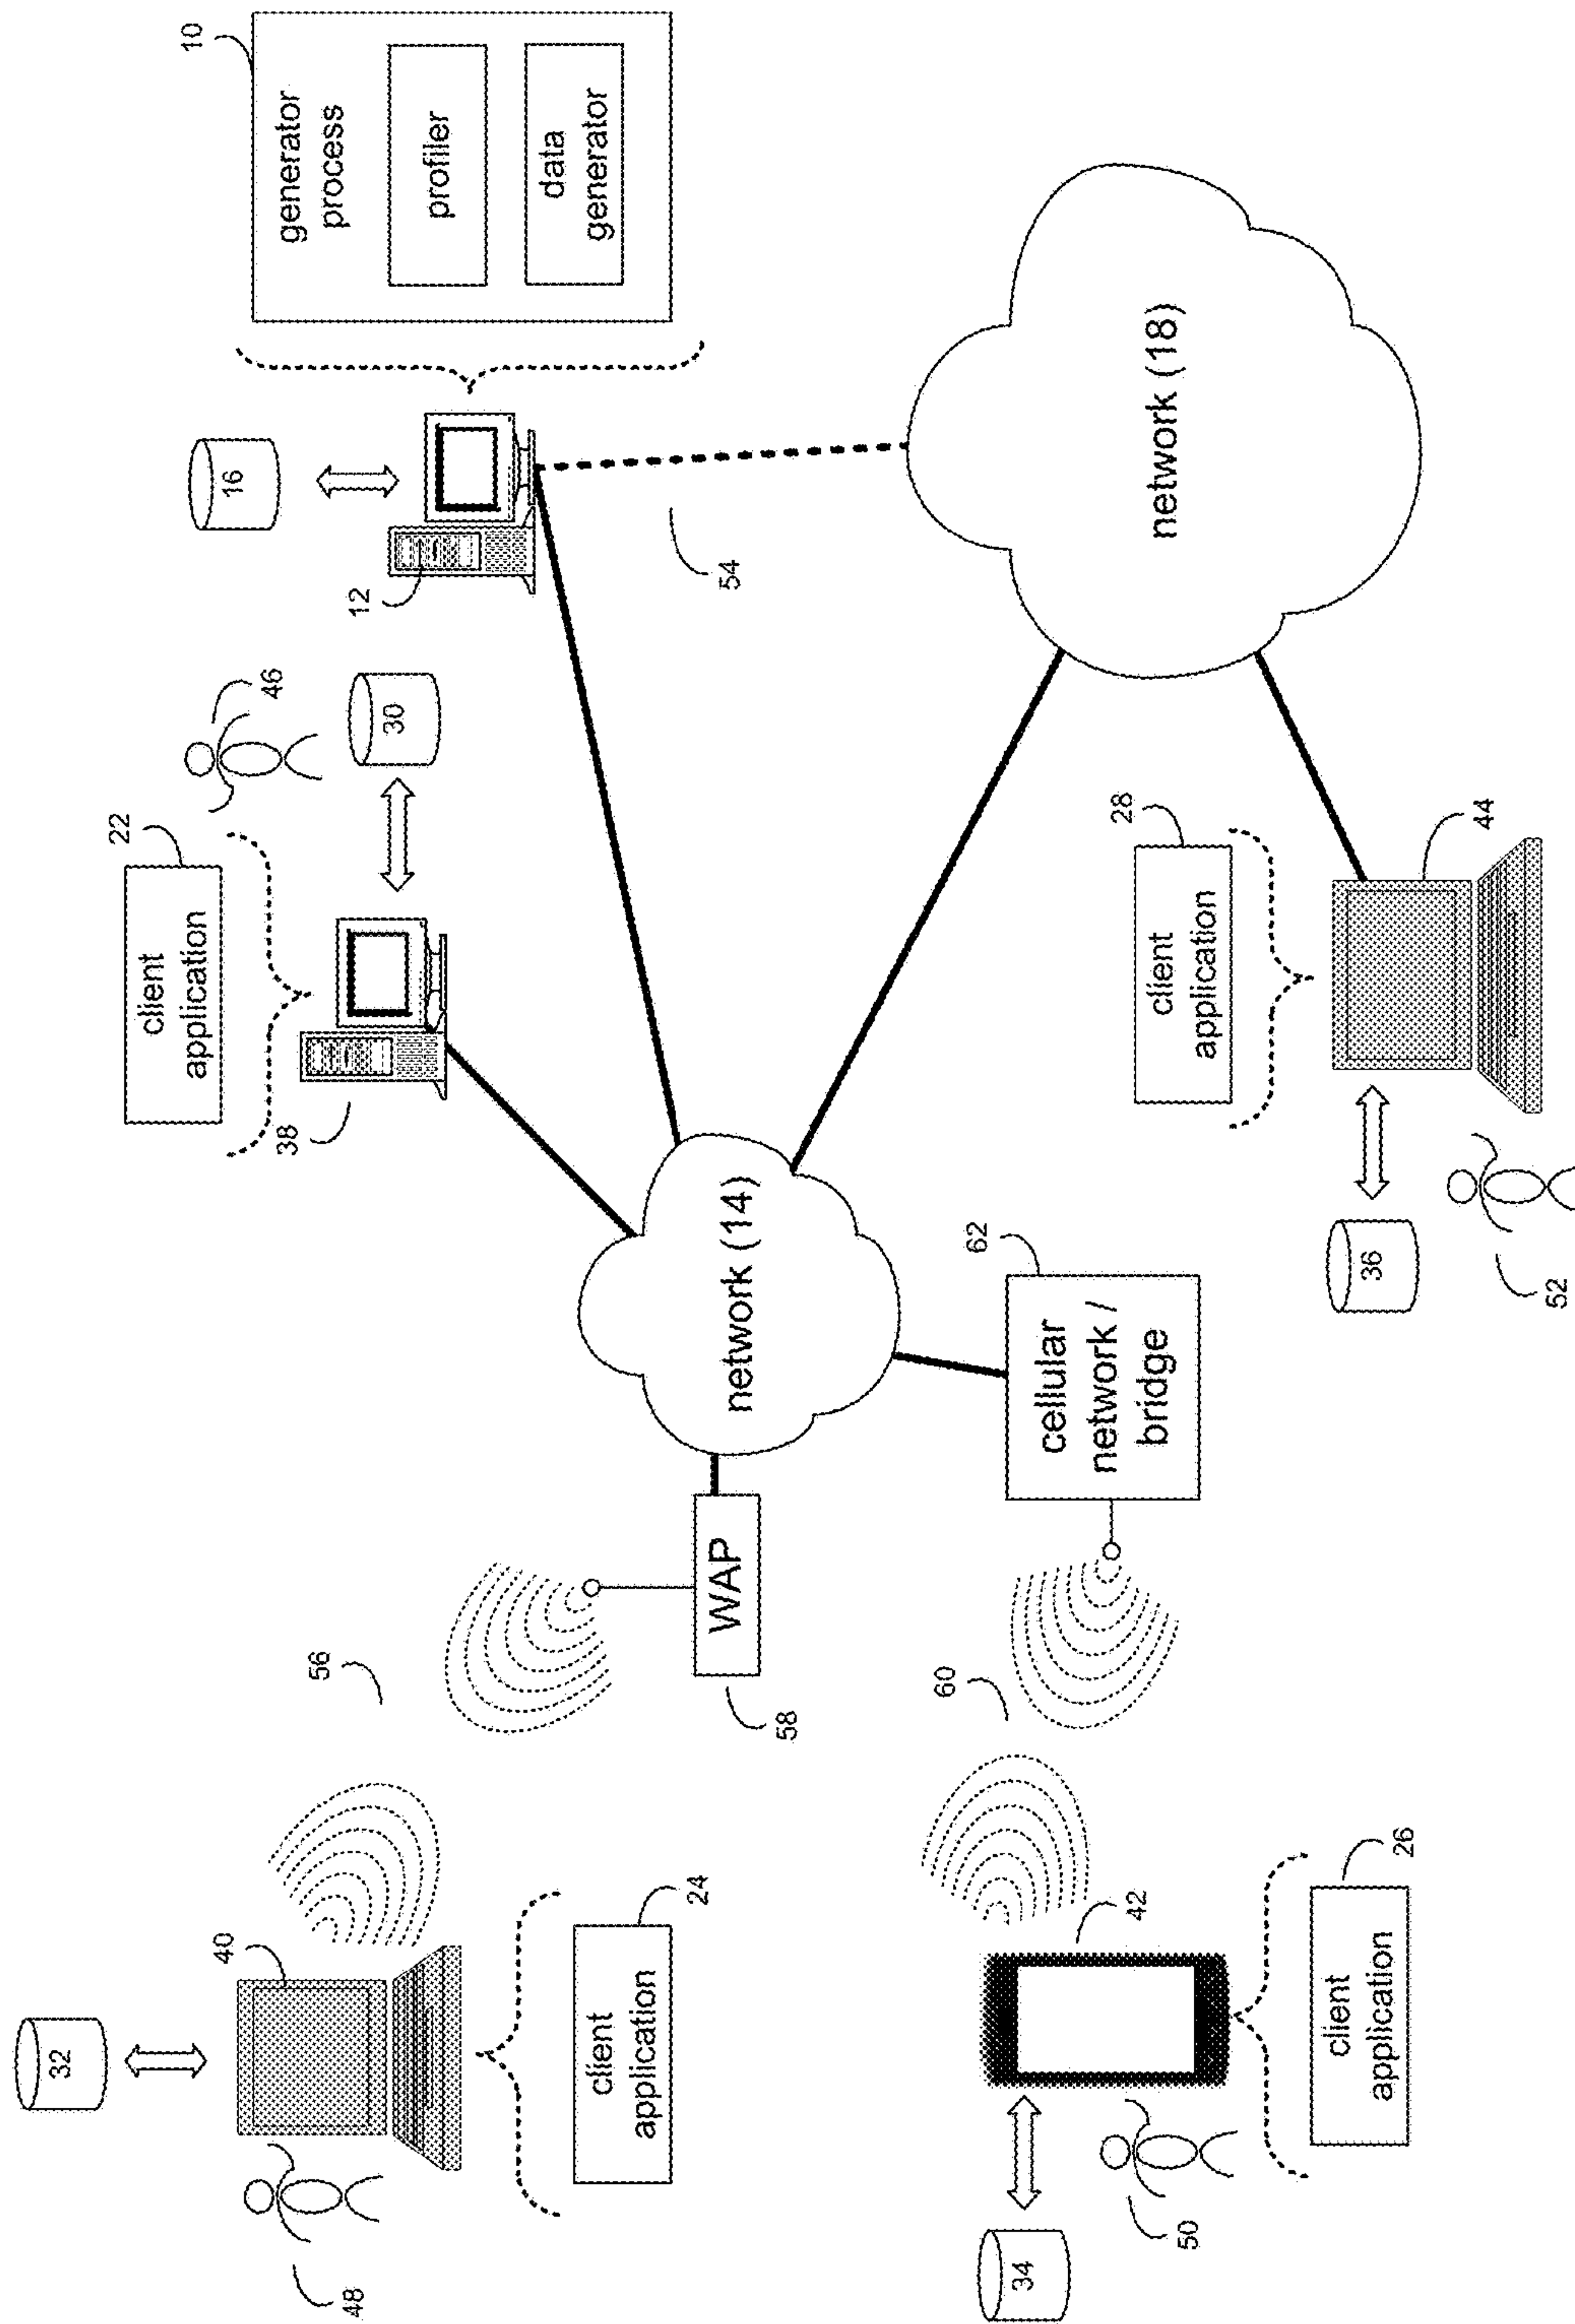 32
40
48
client
application
24
56
WAP
58
22
client
application
38
46
30
16
12
10
generator
process
profiler
data
generator
54
network (14)
network (18)
60
62
cellular
network /
bridge
34
42
50
client
application
26
28
client
application
44
36
52